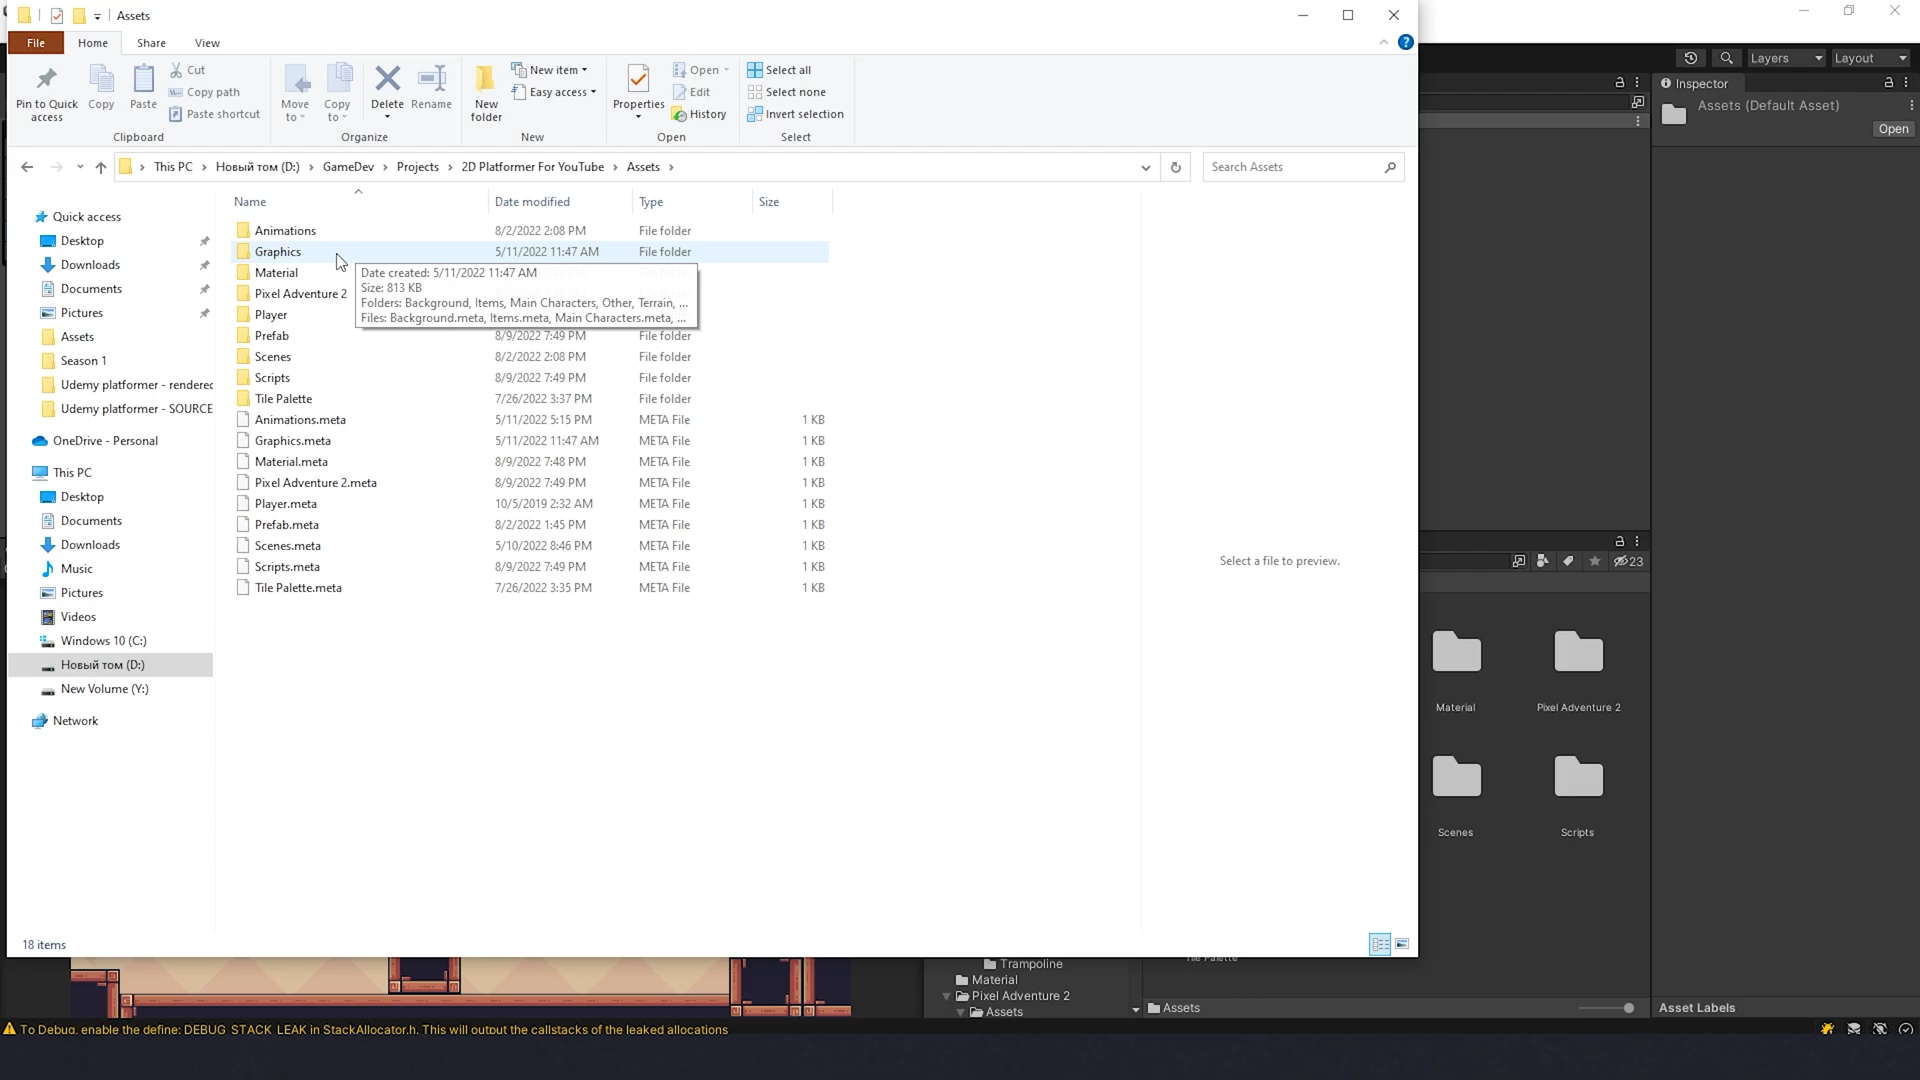 Assets
File
Home
Share
View
Pin to Quick access
Copy
Paste
Cut
Copy path
Paste shortcut
Clipboard
Move to
Copy to
Delete
Rename
Organize
New folder
New item
Easy access
New
Properties
Open
Edit
History
Open
Select all
Select none
Invert selection
Select
This PC
Новый том (D:)
GameDev
Projects
2D Platformer For YouTube
Assets
Search Assets
Name
Date modified
Type
Size
Animations 8/2/2022 2:08 PM File folder
Graphics 5/11/2022 11:47 AM File folder
Material
Pixel Adventure 2
Player
Date created: 5/11/2022 11:47 AM
Size: 813 KB
Folders: Background, Items, Main Characters, Other, Terrain, ...
Files: Background.meta, Items.meta, Main Characters.meta, ...
Prefab 8/9/2022 7:49 PM File folder
Scenes 8/2/2022 2:08 PM File folder
Scripts 8/9/2022 7:49 PM File folder
Tile Palette 7/26/2022 3:37 PM File folder
Animations.meta 5/11/2022 5:15 PM META File 1 KB
Graphics.meta 5/11/2022 11:47 AM META File 1 KB
Material.meta 8/9/2022 7:48 PM META File 1 KB
Pixel Adventure 2.meta 8/9/2022 7:49 PM META File 1 KB
Player.meta 10/5/2019 2:32 AM META File 1 KB
Prefab.meta 8/2/2022 1:45 PM META File 1 KB
Scenes.meta 5/10/2022 8:46 PM META File 1 KB
Scripts.meta 8/9/2022 7:49 PM META File 1 KB
Tile Palette.meta 7/26/2022 3:35 PM META File 1 KB
Quick access
Desktop
Downloads
Documents
Pictures
Assets
Season 1
Udemy platformer - rendered
Udemy platformer - SOURCE
OneDrive - Personal
This PC
Desktop
Documents
Downloads
Music
Pictures
Videos
Windows 10 (C:)
Новый том (D:)
New Volume (Y:)
Network
Select a file to preview.
18 items
Layers
Layout
Inspector
Assets (Default Asset)
Open
23
Material
Pixel Adventure 2
Scenes
Scripts
Tile Palette
Trampoline
Material
Pixel Adventure 2
Assets
Assets
Asset Labels
To Debug, enable the define: DEBUG_STACK_LEAK in StackAllocator.h. This will output the callstacks of the leaked allocations